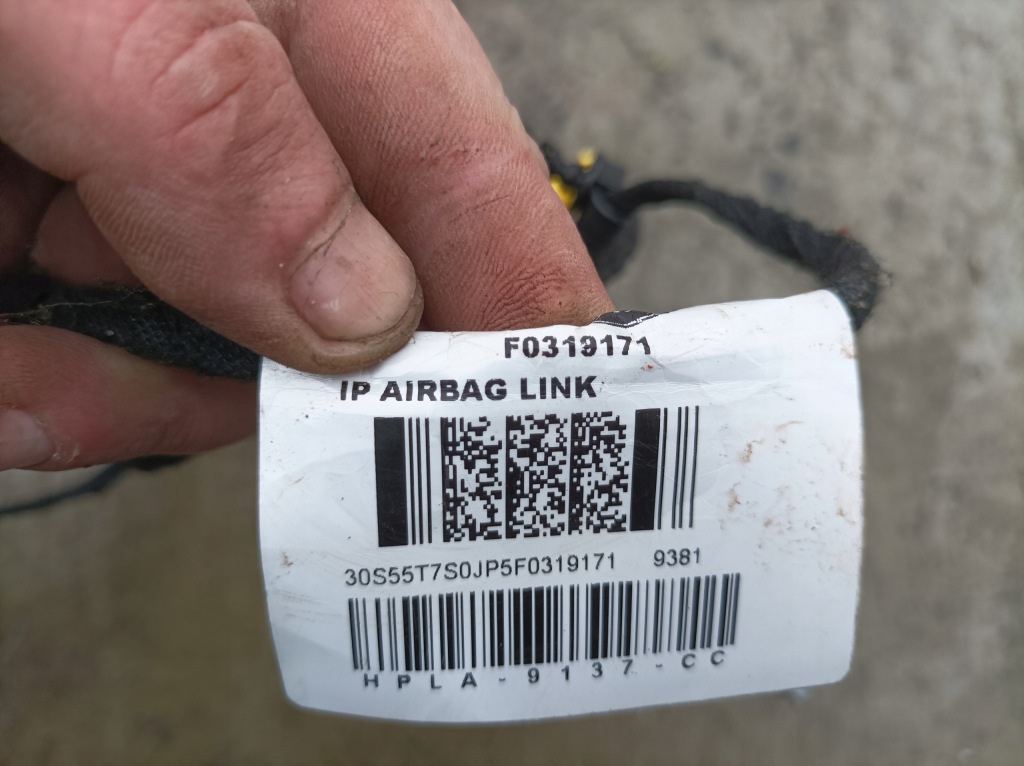 F0319171
IP AIRBAG LINK
30S55T7S0JP5F0319171 9381
HPLA-9137-CC